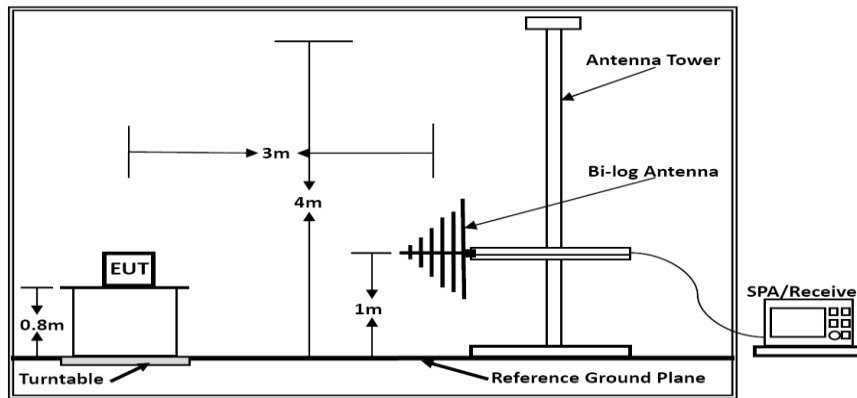 Antenna Tower
3m
Bi-log Antenna
4m
EUT
1m
0.8m
SPA/Receive
Turntable
Reference Ground Plane